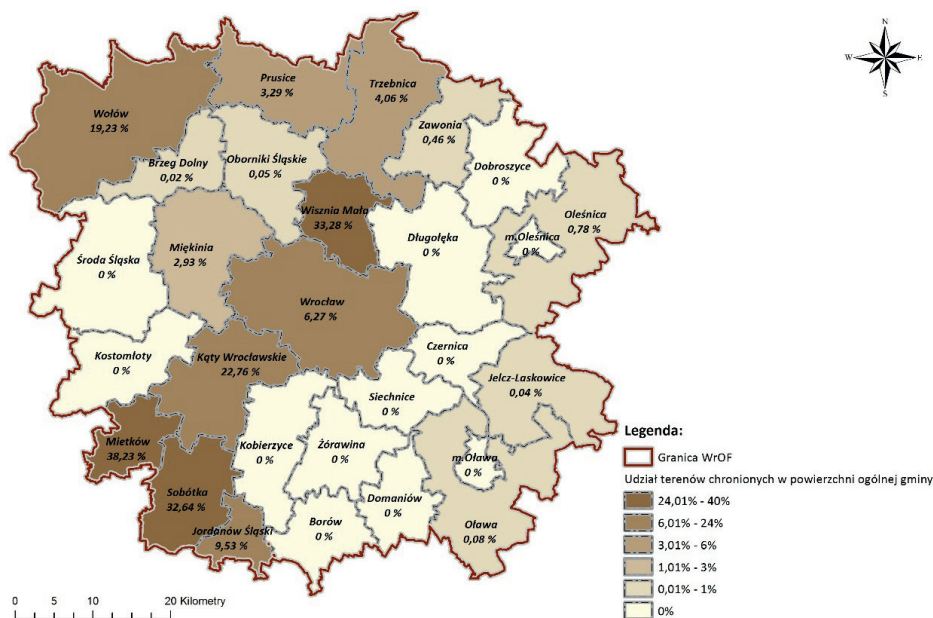 N
W
E
S
Prusice
3,29 %
Trzebnica
4,06 %
Wołów
19,23 %
Zawonia
0,46 %
Brzeg Dolny
0,02 %
Oborniki Śląskie
0,05 %
Dobroszyce
0 %
Wisznia Mała
33,28 %
Oleśnica
0,78 %
m.Oleśnica
0 %
Długołęka
0 %
Miękinia
2,93 %
Środa Śląska
0 %
Wrocław
6,27 %
Kostomłoty
0 %
Kąty Wrocławskie
22,76 %
Czernica
0 %
Jelcz-Laskowice
0,04 %
Siechnice
0 %
Mietków
38,23 %
Kobierzyce
0 %
Żórawina
0 %
m.Oława
0 %
Sobótka
32,64 %
Domaniów
0 %
Jordanów Śląski
9,53 %
Borów
0 %
Oława
0,08 %
Legenda:
Granica WrOF
Udział terenów chronionych w powierzchni ogólnej gminy
24,01% - 40%
6,01% - 24%
3,01% - 6%
1,01% - 3%
0,01% - 1%
0%
0 5 10 20 Kilometry